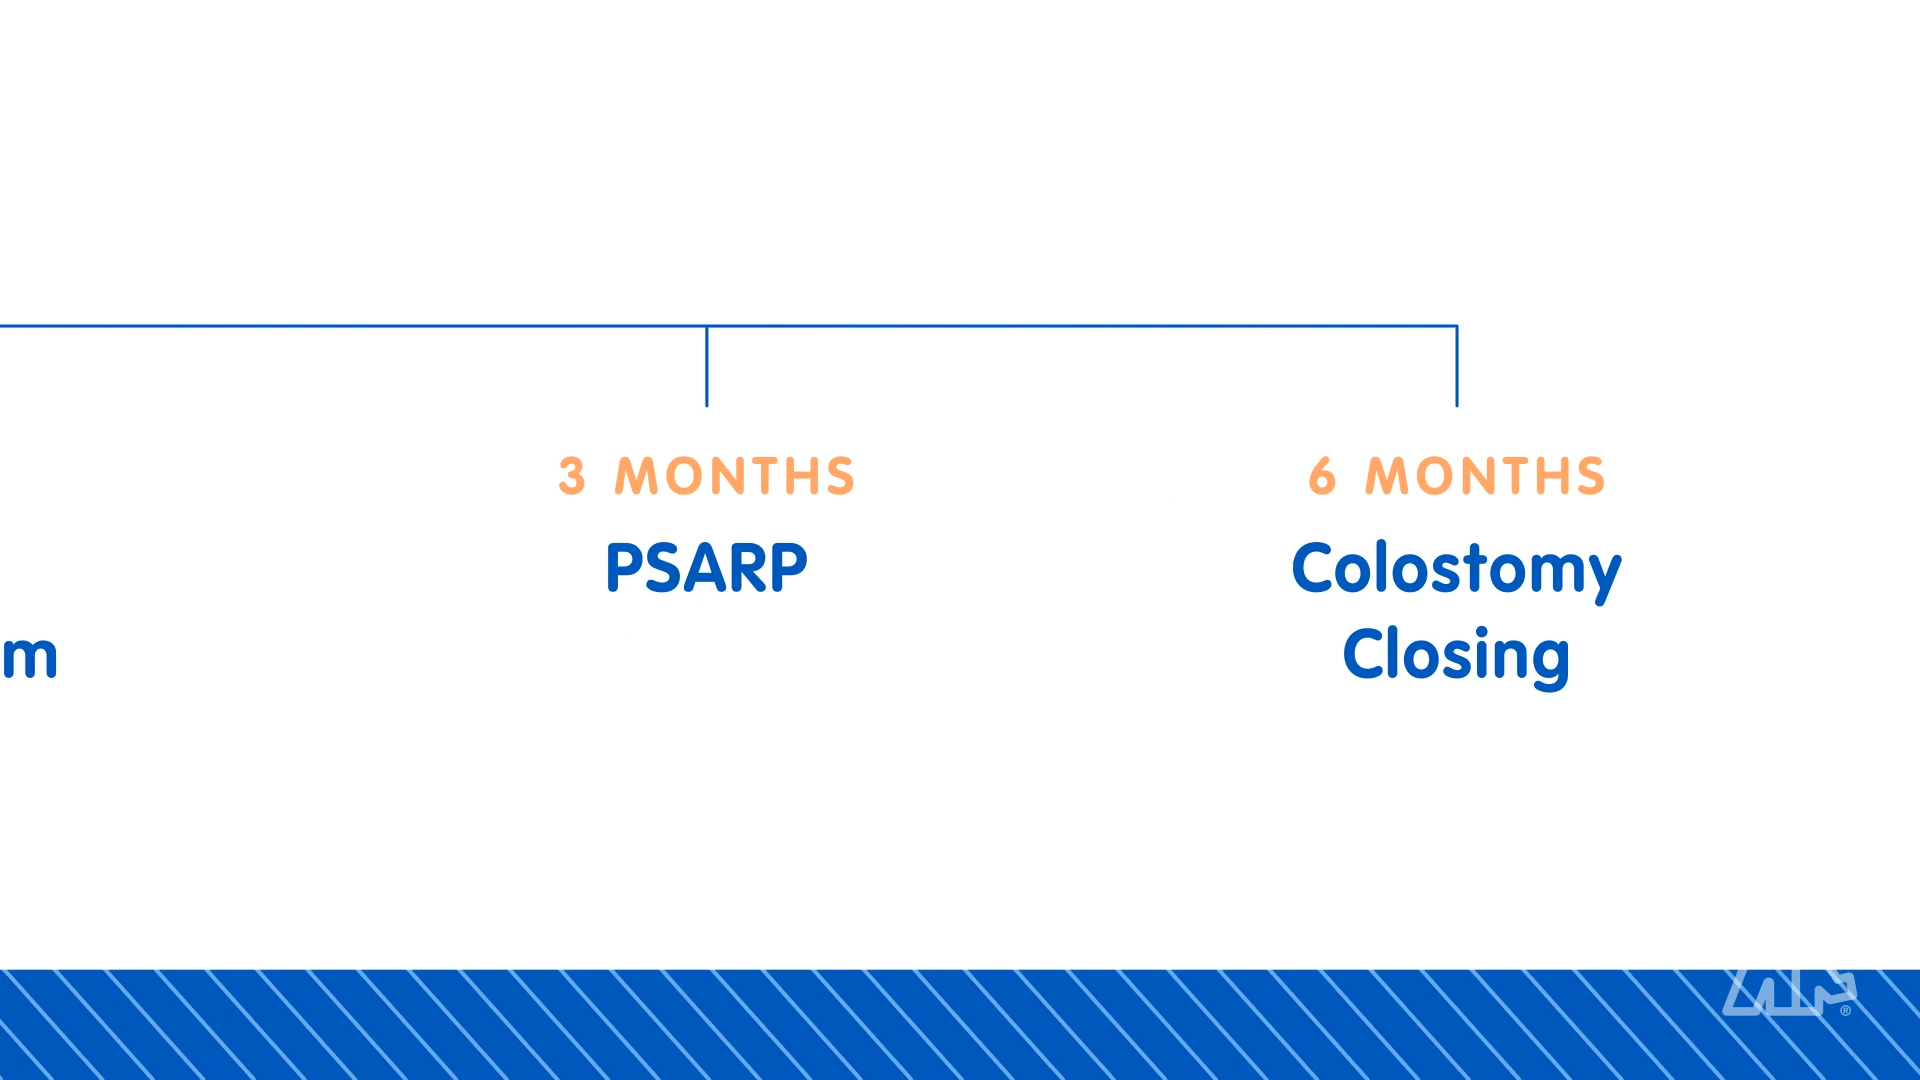 3 MONTHS
PSARP
6 MONTHS
Colostomy
Closing
m
®